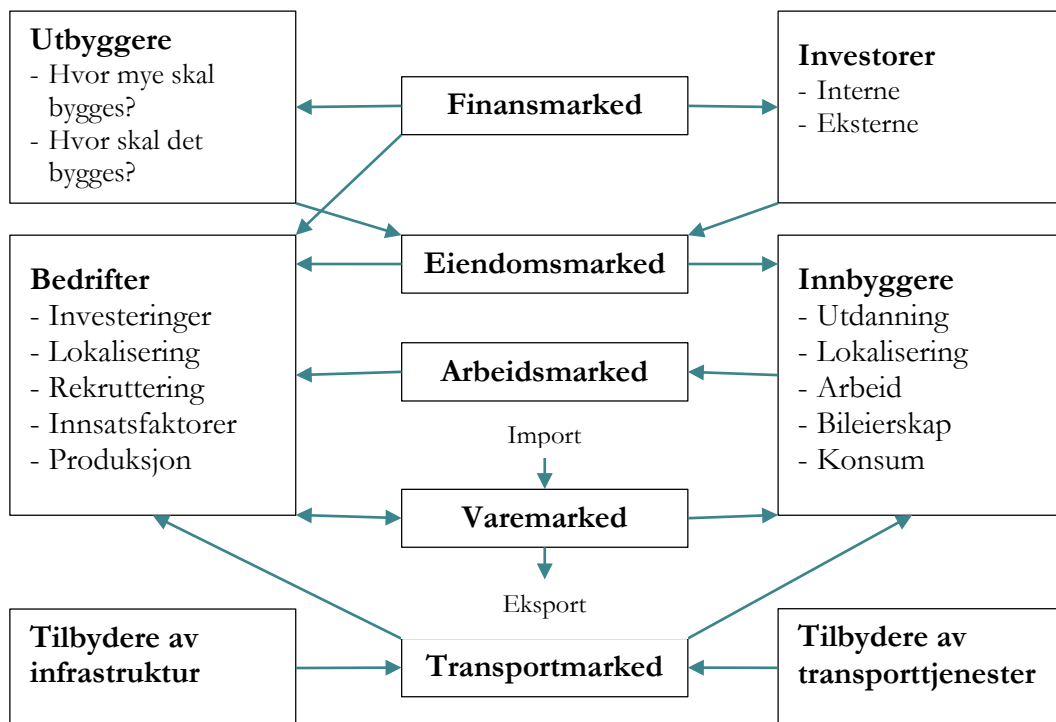 Utbyggere
- Hvor mye skal
bygges?
- Hvor skal det
bygges?
Finansmarked
Investorer
- Interne
- Eksterne
Bedrifter
- Investeringer
- Lokalisering
- Rekruttering
- Innsatsfaktorer
- Produksjon
Eiendomsmarked
Arbeidsmarked
Import
Varemarked
Eksport
Innbyggere
- Utdanning
- Lokalisering
- Arbeid
- Bileierskap
- Konsum
Tilbydere av
infrastruktur
Transportmarked
Tilbydere av
transporttjenester